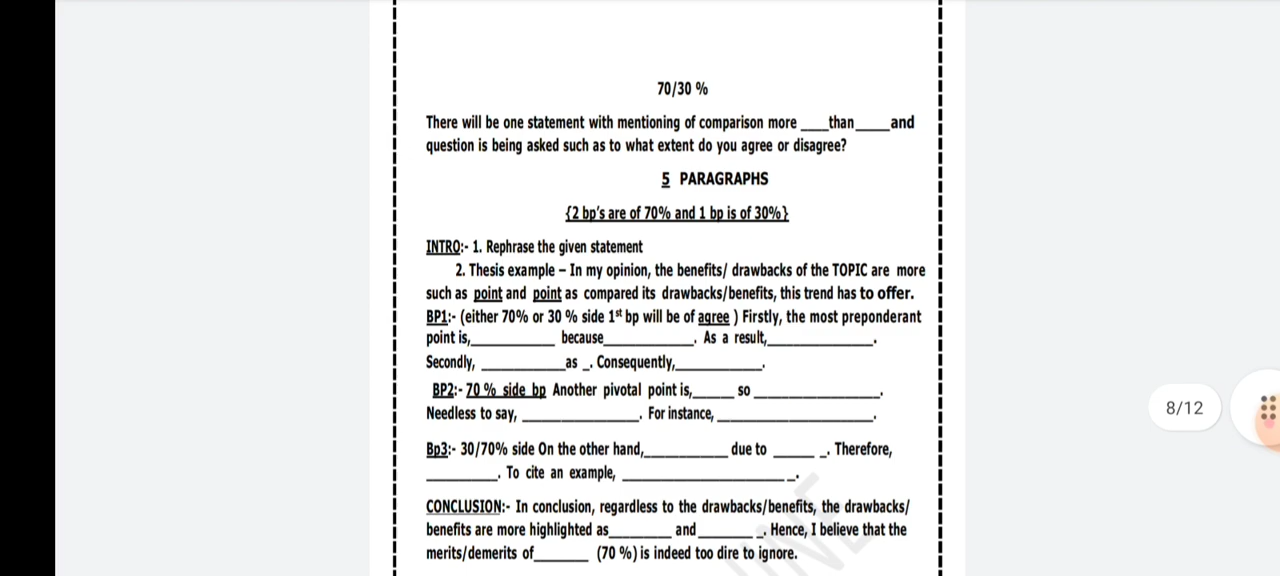 70/30 %
There will be one statement with mentioning of comparison more ____than_____and
question is being asked such as to what extent do you agree or disagree?
5 PARAGRAPHS
{2 bp's are of 70% and 1 bp is of 30%}
INTRO:- 1. Rephrase the given statement
2. Thesis example – In my opinion, the benefits/ drawbacks of the TOPIC are more
such as point and point as compared its drawbacks/benefits, this trend has to offer.
BP1:- (either 70% or 30 % side 1st bp will be of agree ) Firstly, the most preponderant
point is,____________ because_____________. As a result,_______________.
Secondly, ____________as _. Consequently,____________.
BP2:- 70 % side bp Another pivotal point is,______ so __________________.
Needless to say, _________________. For instance, ______________________.
Bp3:- 30/70% side On the other hand,____________ due to ______ _. Therefore,
__________. To cite an example, _______________________ _.
CONCLUSION:- In conclusion, regardless to the drawbacks/benefits, the drawbacks/
benefits are more highlighted as_________ and________ _. Hence, I believe that the
merits/demerits of________ (70 %) is indeed too dire to ignore.
8/12